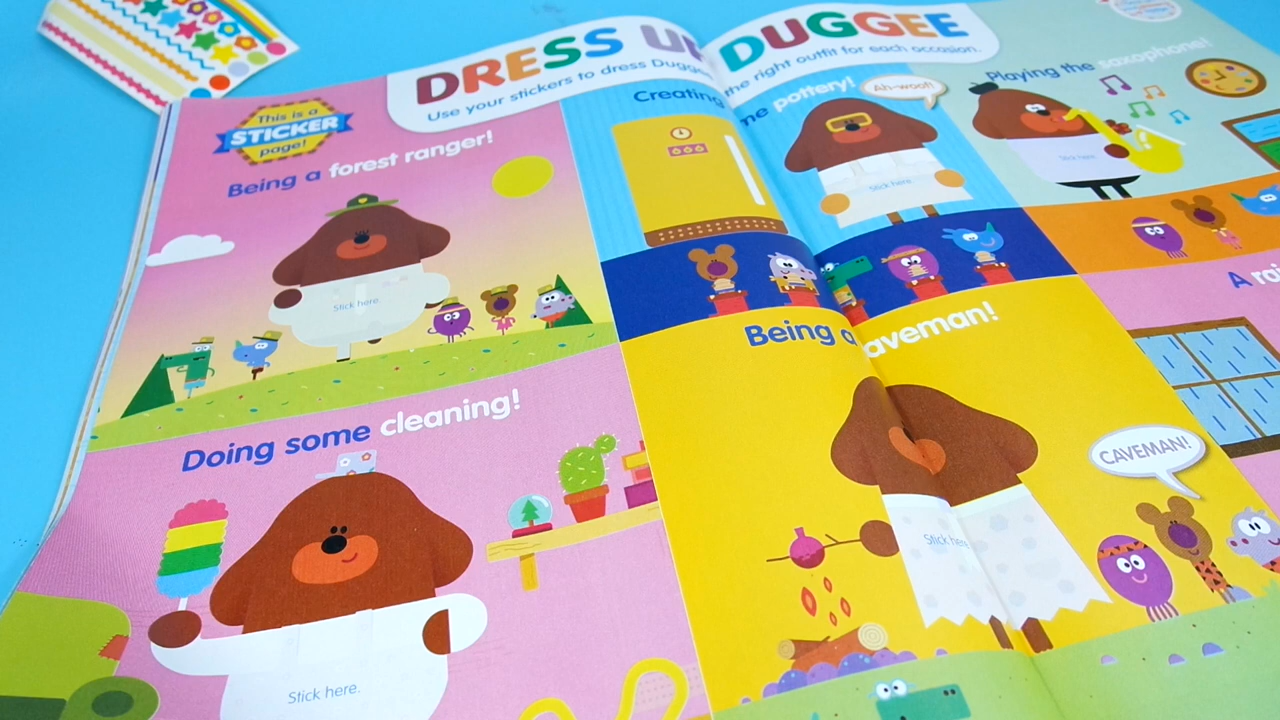 DRESS UP DUGGEE
Use your stickers to dress Duggee the right outfit for each occasion.
This is a
STICKER
page!
Being a forest ranger!
Stick here.
Creating me pottery!
Ah-woof!
Stick here.
Playing the saxophone!
Stick here.
Doing some cleaning!
Stick here.
Being a caveman!
Stick here.
CAVEMAN!
A rai